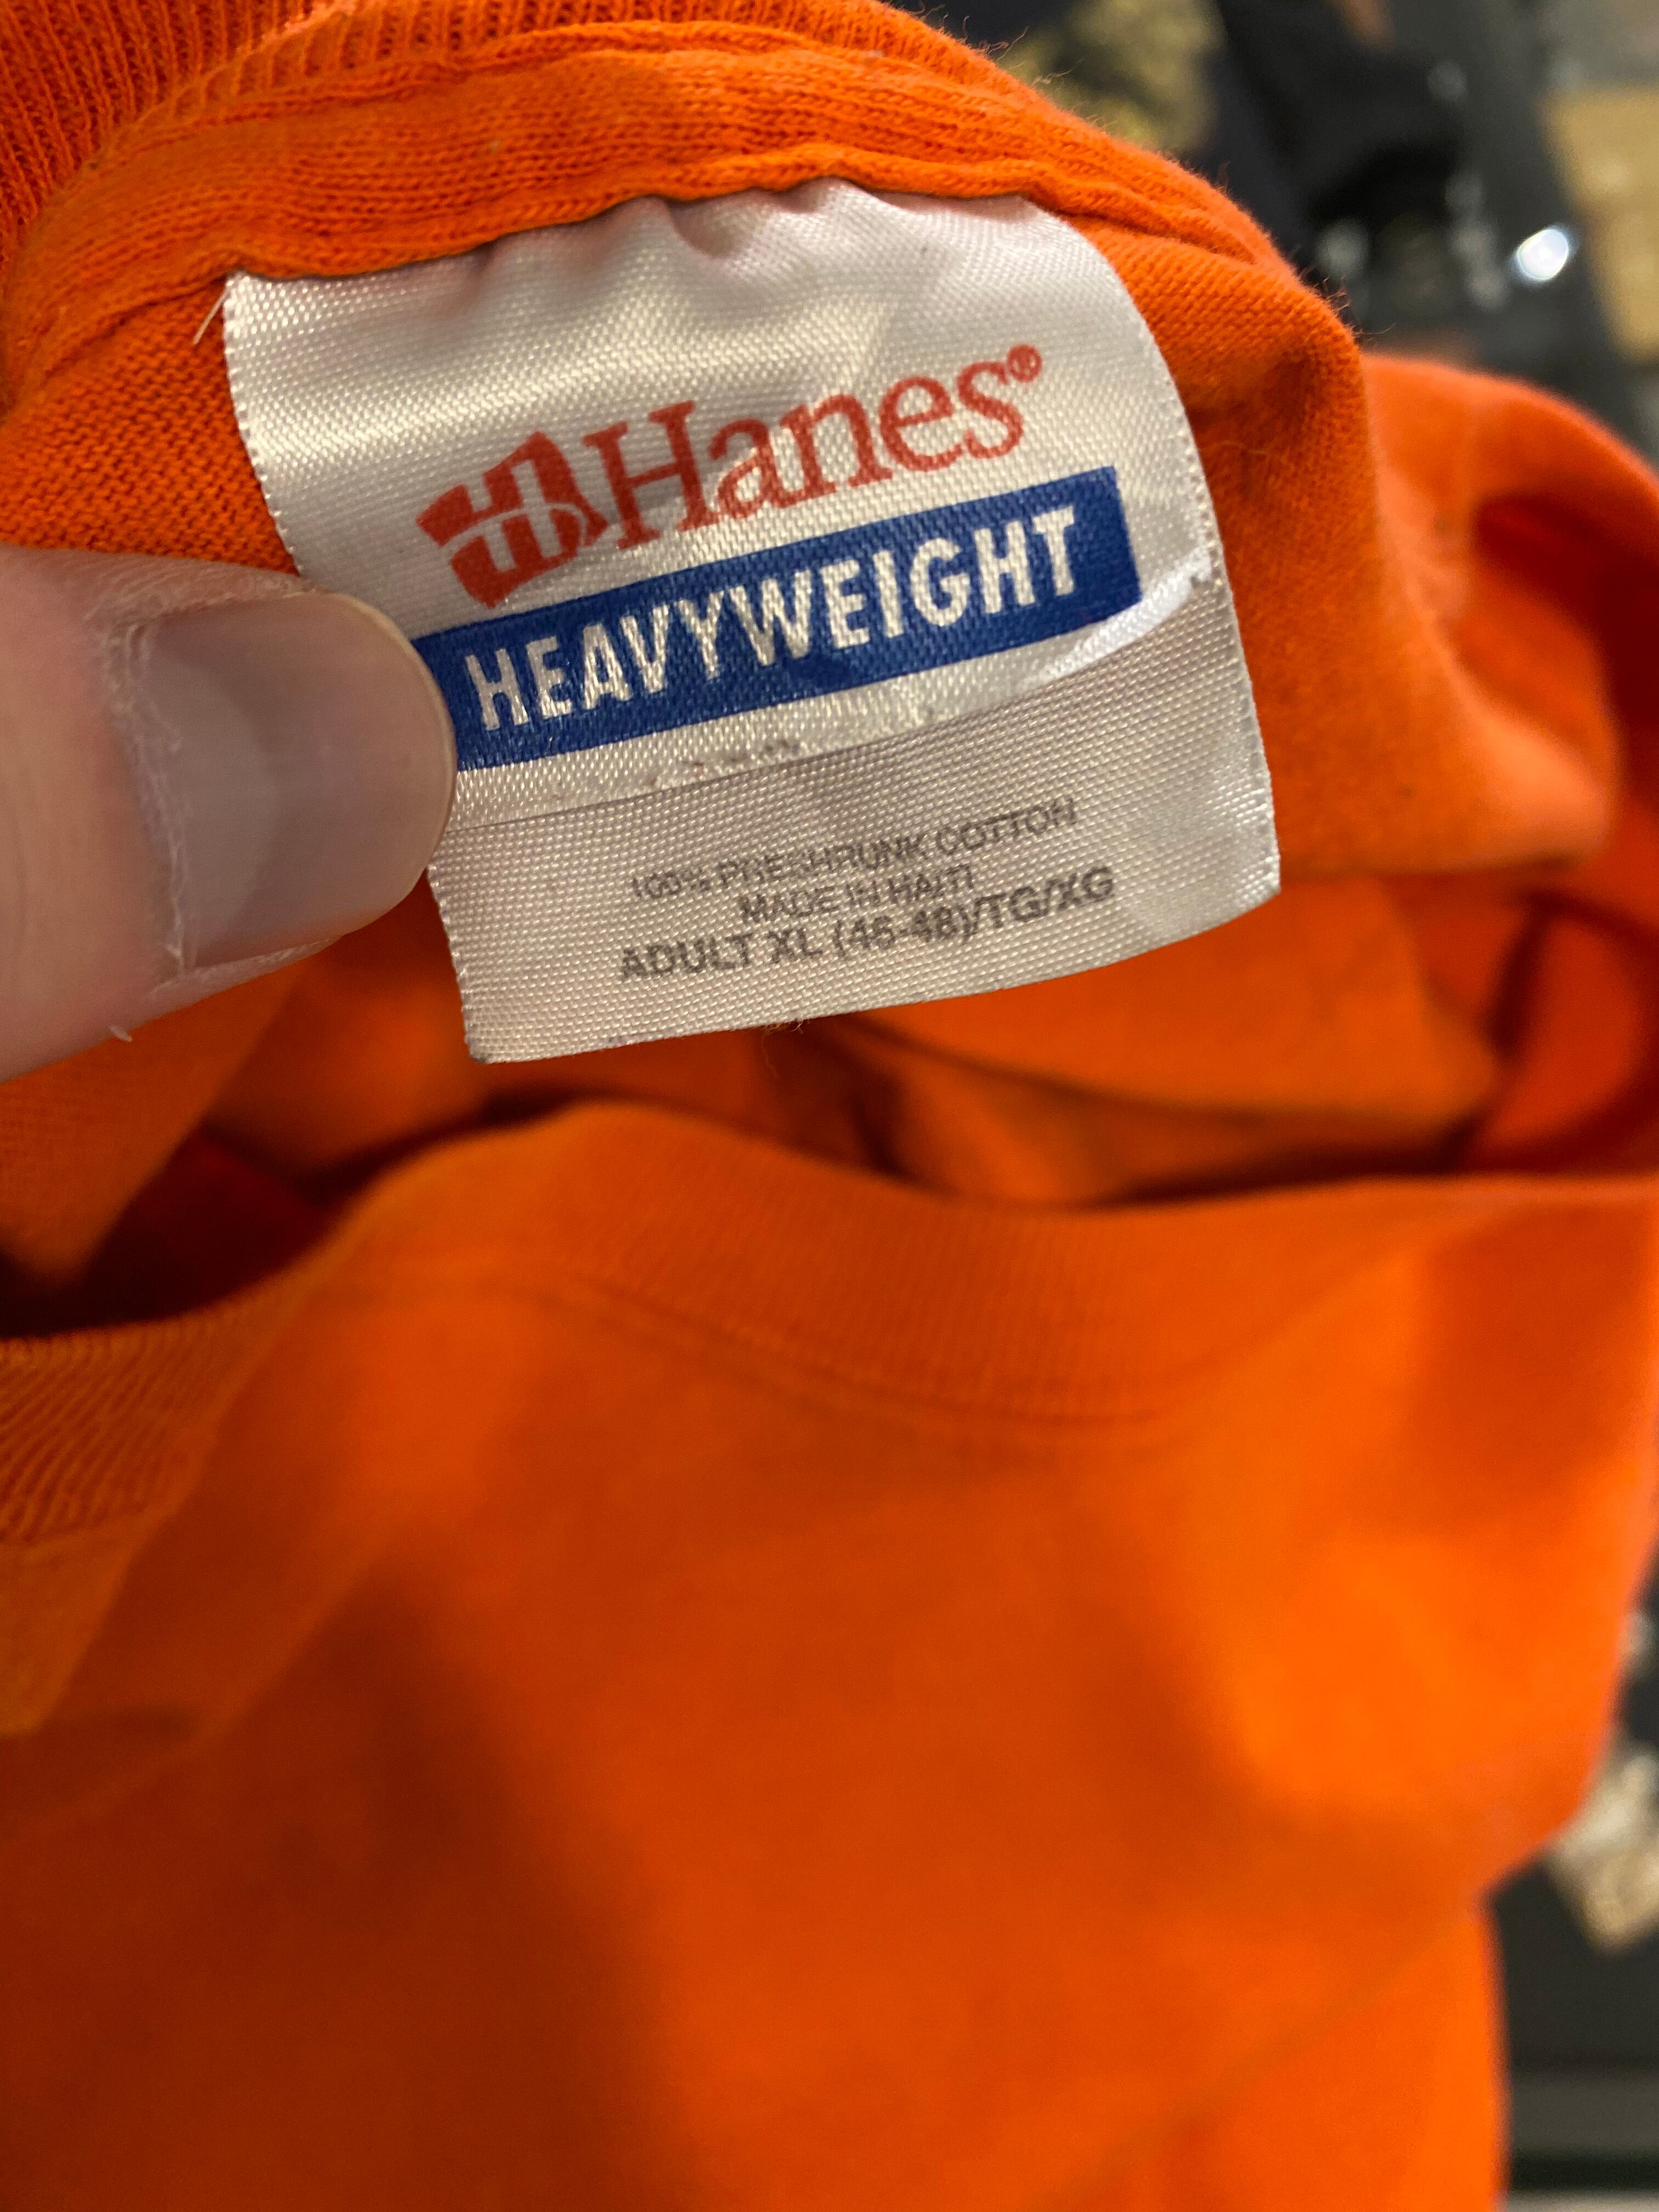 Hanes®
HEAVYWEIGHT
100% PRESHRUNK COTTON
MADE IN HAITI
ADULT XL (46-48)/TG/XG